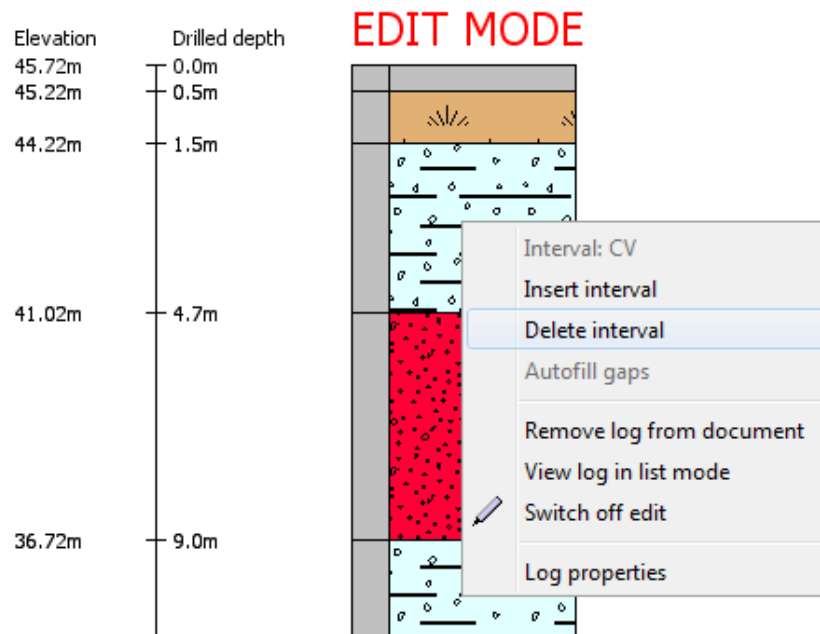 EDIT MODE
Elevation Drilled depth
45.72m 0.0m
45.22m 0.5m
44.22m 1.5m
Interval: CV
Insert interval
41.02m 4.7m
Delete interval
Autofill gaps
Remove log from document
View log in list mode
Switch off edit
36.72m 9.0m
Log properties